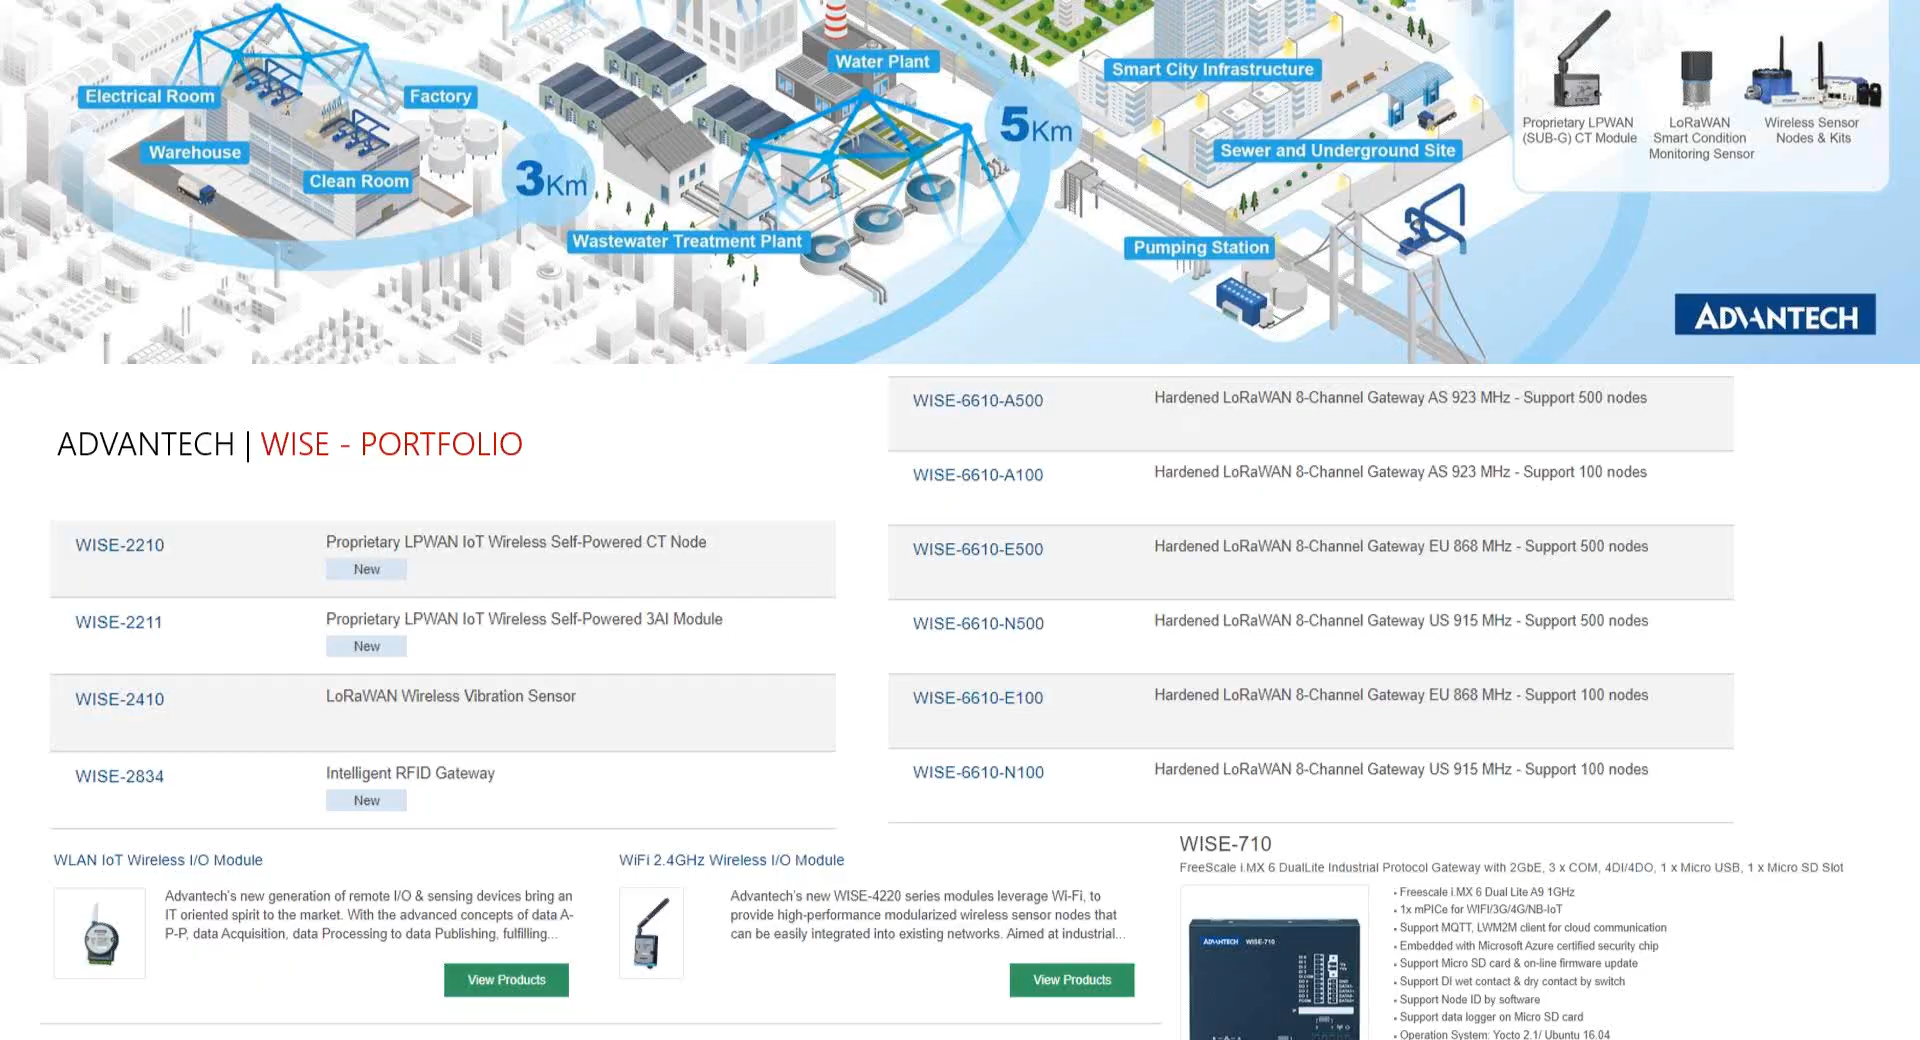 Electrical Room
Factory
Warehouse
Clean Room
3Km
Water Plant
Wastewater Treatment Plant
5Km
Smart City Infrastructure
Sewer and Underground Site
Pumping Station
Proprietary LPWAN
(SUB-G) CT Module
LoRaWAN
Smart Condition
Monitoring Sensor
Wireless Sensor
Nodes & Kits
ADVANTECH
ADVANTECH | WISE - PORTFOLIO
WISE-2210
Proprietary LPWAN IoT Wireless Self-Powered CT Node
New
WISE-2211
Proprietary LPWAN IoT Wireless Self-Powered 3AI Module
New
WISE-2410
LoRaWAN Wireless Vibration Sensor
WISE-2834
Intelligent RFID Gateway
New
WISE-6610-A500
Hardened LoRaWAN 8-Channel Gateway AS 923 MHz - Support 500 nodes
WISE-6610-A100
Hardened LoRaWAN 8-Channel Gateway AS 923 MHz - Support 100 nodes
WISE-6610-E500
Hardened LoRaWAN 8-Channel Gateway EU 868 MHz - Support 500 nodes
WISE-6610-N500
Hardened LoRaWAN 8-Channel Gateway US 915 MHz - Support 500 nodes
WISE-6610-E100
Hardened LoRaWAN 8-Channel Gateway EU 868 MHz - Support 100 nodes
WISE-6610-N100
Hardened LoRaWAN 8-Channel Gateway US 915 MHz - Support 100 nodes
WLAN IoT Wireless I/O Module
Advantech's new generation of remote I/O & sensing devices bring an
IT oriented spirit to the market. With the advanced concepts of data A-
P-P, data Acquisition, data Processing to data Publishing, fulfilling...
View Products
WiFi 2.4GHz Wireless I/O Module
Advantech's new WISE-4220 series modules leverage Wi-Fi, to
provide high-performance modularized wireless sensor nodes that
can be easily integrated into existing networks. Aimed at industrial...
View Products
WISE-710
FreeScale i.MX 6 DualLite Industrial Protocol Gateway with 2GbE, 3 x COM, 4DI/4DO, 1 x Micro USB, 1 x Micro SD Slot
ADVANTECH WISE-710
• Freescale i.MX 6 Dual Lite A9 1GHz
• 1x mPICe for WIFI/3G/4G/NB-IoT
• Support MQTT, LWM2M client for cloud communication
• Embedded with Microsoft Azure certified security chip
• Support Micro SD card & on-line firmware update
• Support DI wet contact & dry contact by switch
• Support Node ID by software
• Support data logger on Micro SD card
• Operation System: Yocto 2.1/ Ubuntu 16.04